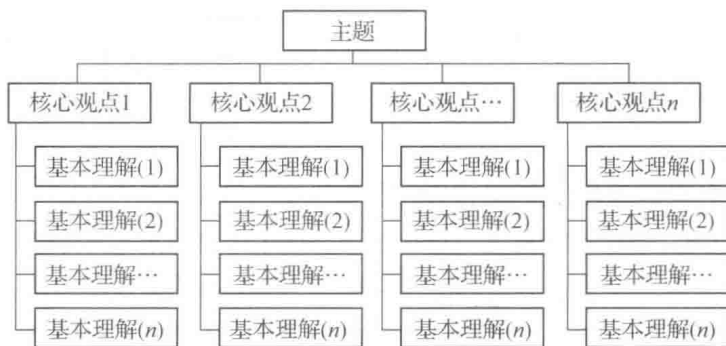 主题
核心观点1
核心观点2
核心观点…
核心观点n
基本理解(1)
基本理解(1)
基本理解(1)
基本理解(1)
基本理解(2)
基本理解(2)
基本理解(2)
基本理解(2)
基本理解…
基本理解…
基本理解…
基本理解…
基本理解(n)
基本理解(n)
基本理解(n)
基本理解(n)